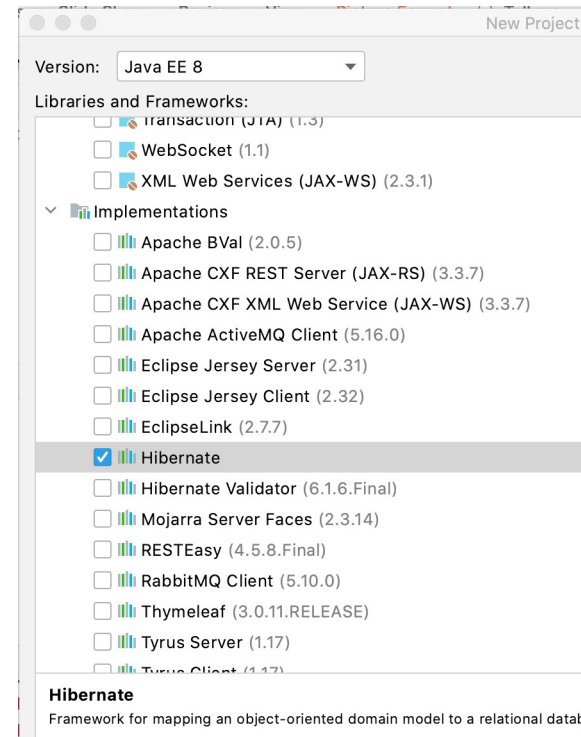 New Project
Version: Java EE 8
Libraries and Frameworks:
Transaction (JTA) (1.3)
WebSocket (1.1)
XML Web Services (JAX-WS) (2.3.1)
Implementations
Apache BVal (2.0.5)
Apache CXF REST Server (JAX-RS) (3.3.7)
Apache CXF XML Web Service (JAX-WS) (3.3.7)
Apache ActiveMQ Client (5.16.0)
Eclipse Jersey Server (2.31)
Eclipse Jersey Client (2.32)
EclipseLink (2.7.7)
Hibernate
Hibernate Validator (6.1.6.Final)
Mojarra Server Faces (2.3.14)
RESTEasy (4.5.8.Final)
RabbitMQ Client (5.10.0)
Thymeleaf (3.0.11.RELEASE)
Tyrus Server (1.17)
Tyrus Client (1.17)
Hibernate
Framework for mapping an object-oriented domain model to a relational datab